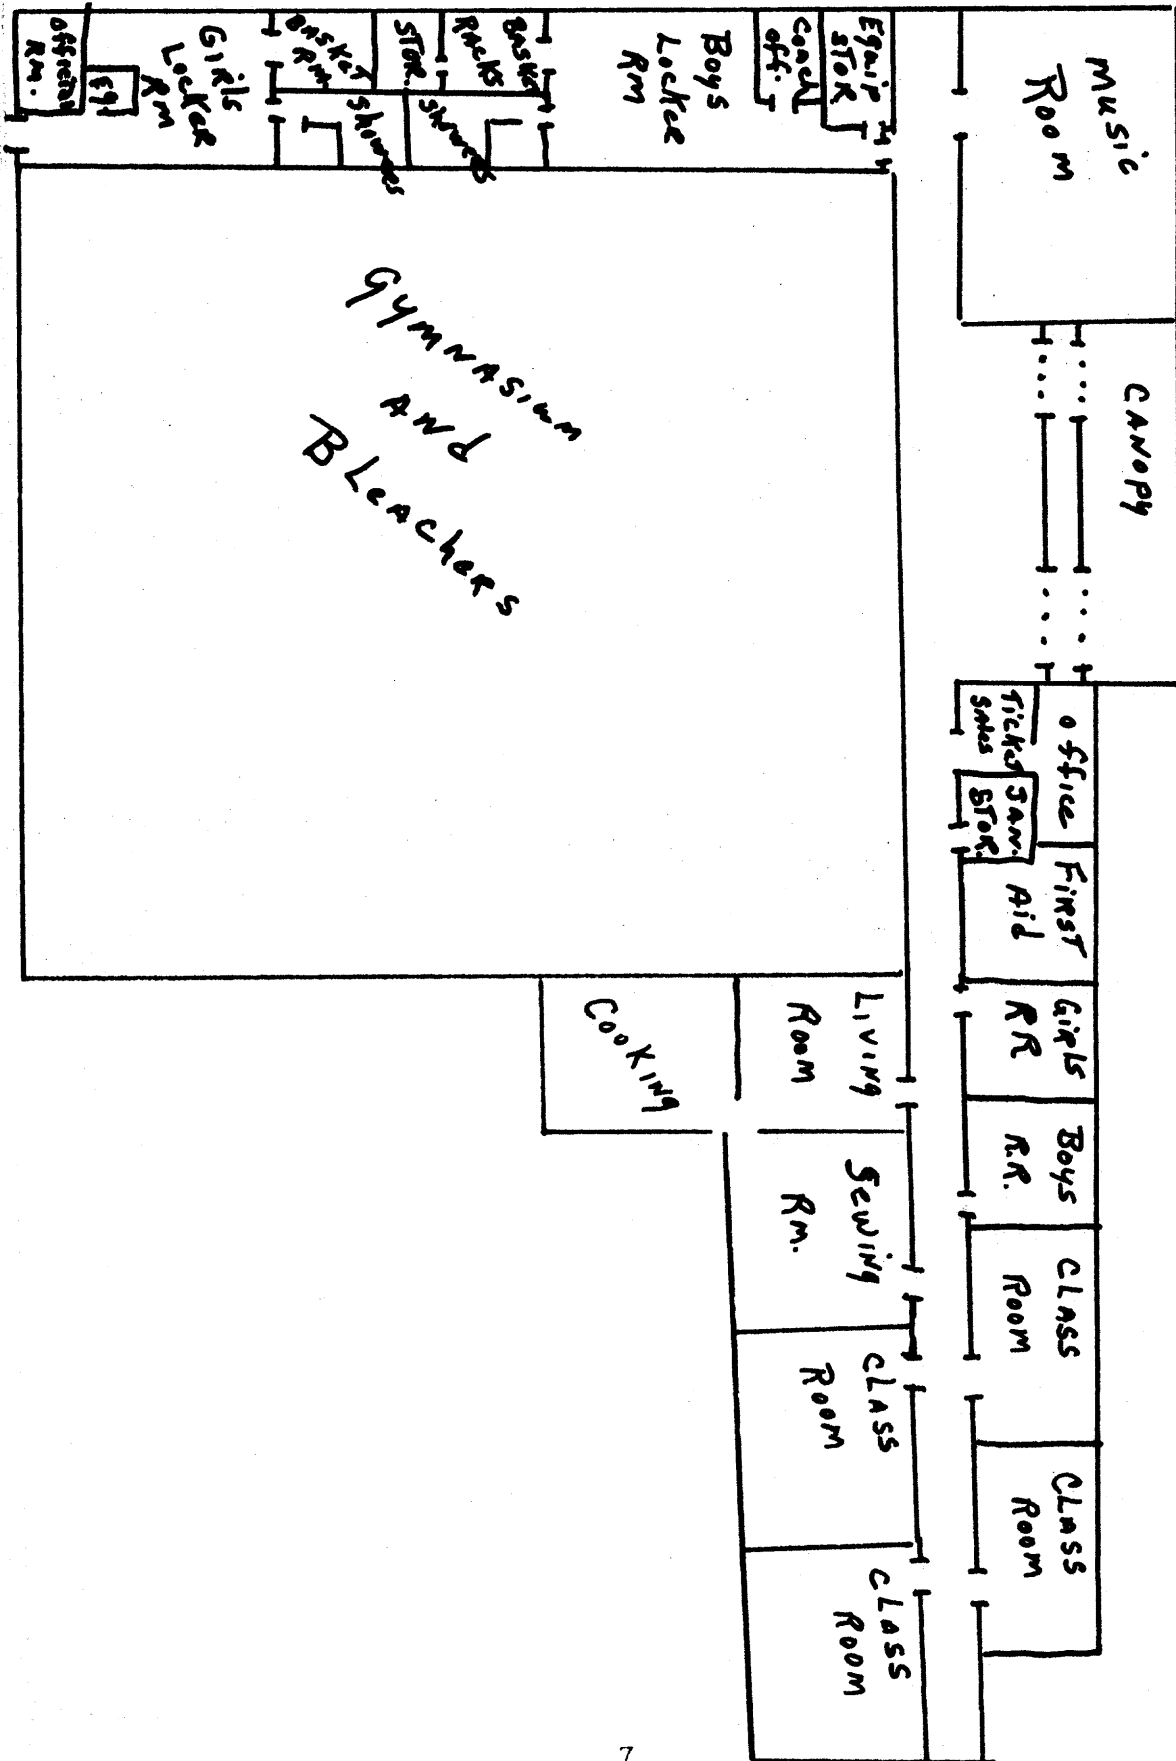 Music
Room
CANOPY
Office
Ticket
Sales
JAN.
STOR.
First
Aid
Girls
RR
Boys
R.R.
CLASS
Room
CLASS
Room
Equip
STOR
Coach
off.
Boys
Locker
RM
BASKET
RACKS
STOR.
BASKET
RM
Showers
Showers
Girls
Locker
RM
Official
RM.
Gymnasium
And
Bleachers
Living
Room
Cooking
Sewing
Rm.
CLASS
Room
CLASS
Room
7